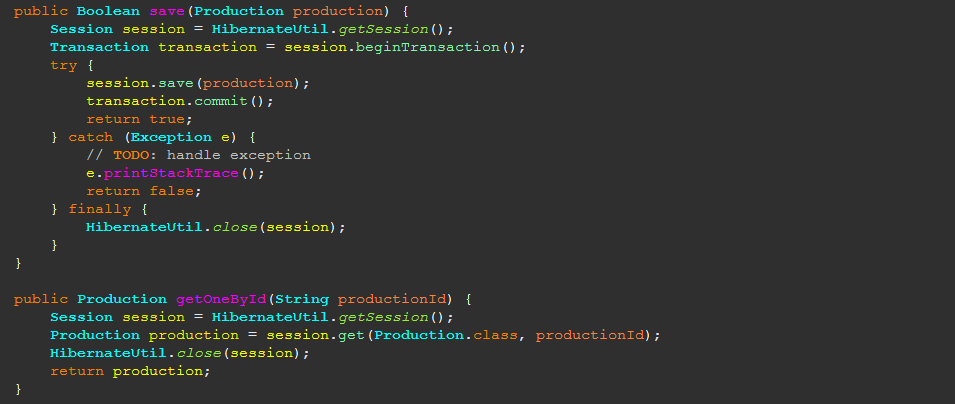 public Boolean save(Production production) {
    Session session = HibernateUtil.getSession();
    Transaction transaction = session.beginTransaction();
    try {
        session.save(production);
        transaction.commit();
        return true;
    } catch (Exception e) {
        // TODO: handle exception
        e.printStackTrace();
        return false;
    } finally {
        HibernateUtil.close(session);
    }
}

public Production getOneById(String productionId) {
    Session session = HibernateUtil.getSession();
    Production production = session.get(Production.class, productionId);
    HibernateUtil.close(session);
    return production;
}